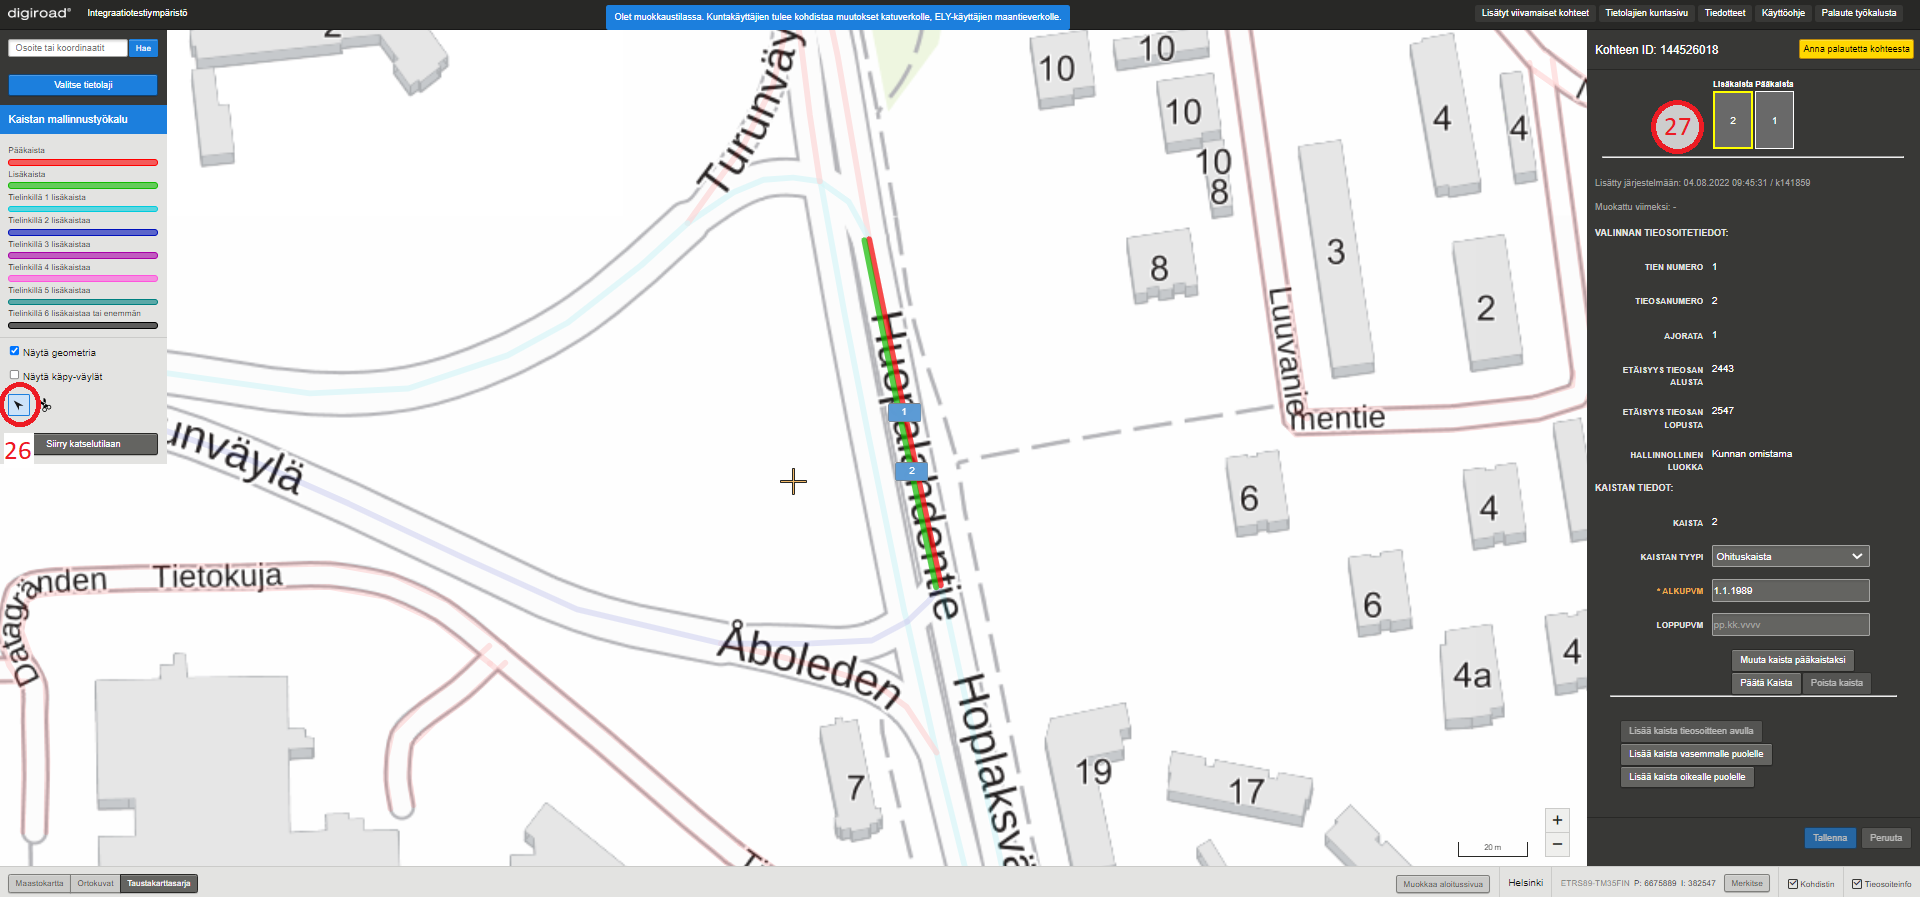 digiroad° Integraatiotestiympäristö
Olet muokkaustilassa. Kuntakäyttäjien tulee kohdistaa muutokset katuverkolle, ELY-käyttäjien maantieverkolle.
Lisätyt viivamaiset kohteet Tietolajien kuntasivu Tiedotteet Käyttöohje Palaute työkalusta
Osoite tai koordinaatit Hae
Valitse tietolaji
Kaistan mallinnustyökalu
Pääkaista
Lisäkaista
Tielinkillä 1 lisäkaista
Tielinkillä 2 lisäkaistaa
Tielinkillä 3 lisäkaistaa
Tielinkillä 4 lisäkaistaa
Tielinkillä 5 lisäkaistaa
Tielinkillä 6 lisäkaistaa tai enemmän
Näytä geometria
Näytä käpy-väylät
26
Siirry katselutilaan
2
Turunväy
10
10
10
10
8
8
3
4
4
2
Luuvanie
mentie
Huopalahdentie
1
2
unväylä
Datagränden
Tietokuja
Åboleden
Hoplaksvä
6
4
6
4
4a
7
19
17
+
−
20 m
Kohteen ID: 144526018
Anna palautetta kohteesta
Lisäkaista Pääkaista
27
2 1
Lisätty järjestelmään: 04.08.2022 09:45:31 / k141859
Muokattu viimeksi: -
VALINNAN TIEOSOITETIEDOT:
TIEN NUMERO 1
TIEOSANUMERO 2
AJORATA 1
ETÄISYYS TIEOSAN 2443
ALUSTA
ETÄISYYS TIEOSAN 2547
LOPUSTA
HALLINNOLLINEN Kunnan omistama
LUOKKA
KAISTAN TIEDOT:
KAISTA 2
KAISTAN TYYPI Ohituskaista
* ALKUPVM 1.1.1989
LOPPUPVM pp.kk.vvvv
Muuta kaista pääkaistaksi
Päätä Kaista Poista kaista
Lisää kaista tieosoitteen avulla
Lisää kaista vasemmalle puolelle
Lisää kaista oikealle puolelle
Tallenna Peruuta
Maastokartta Ortokuvat Taustakarttasarja
Muokkaa aloitussivua Helsinki ETRS89-TM35FIN P: 6675889 I: 382547 Merkitse Kohdistin Tieosoiteinfo